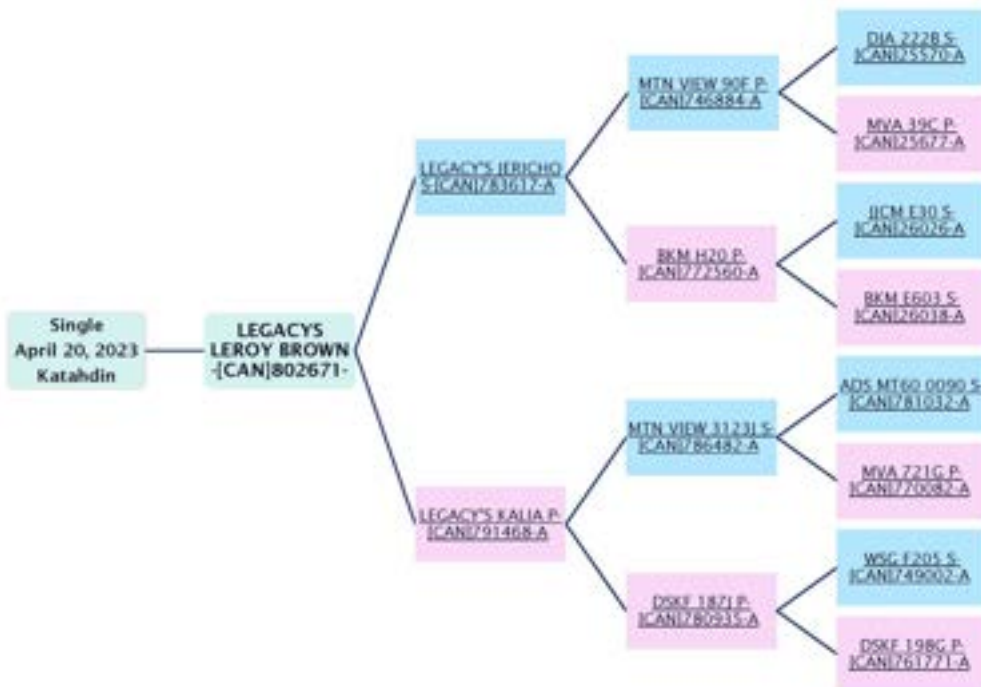 Single
April 20, 2023
Katahdin
LEGACYS
LEROY BROWN
-[CAN]802671-
LEGACY'S JERICHO
S-[CAN]783617-A
LEGACY'S KALIA P-
[CAN]791468-A
MTN VIEW 90F P-
[CAN]746884-A
BKM H20 P-
[CAN]772560-A
MTN VIEW 3123J S-
[CAN]786482-A
DSKF 187J P-
[CAN]780935-A
DJA 222B S-
[CAN]25570-A
MVA 39C P-
[CAN]25677-A
JJCM E30 S-
[CAN]26026-A
BKM E603 S-
[CAN]26038-A
ADS MT60 0090 S-
[CAN]781032-A
MVA 721G P-
[CAN]770082-A
WSG F205 S-
[CAN]749002-A
DSKF 198G P-
[CAN]761771-A